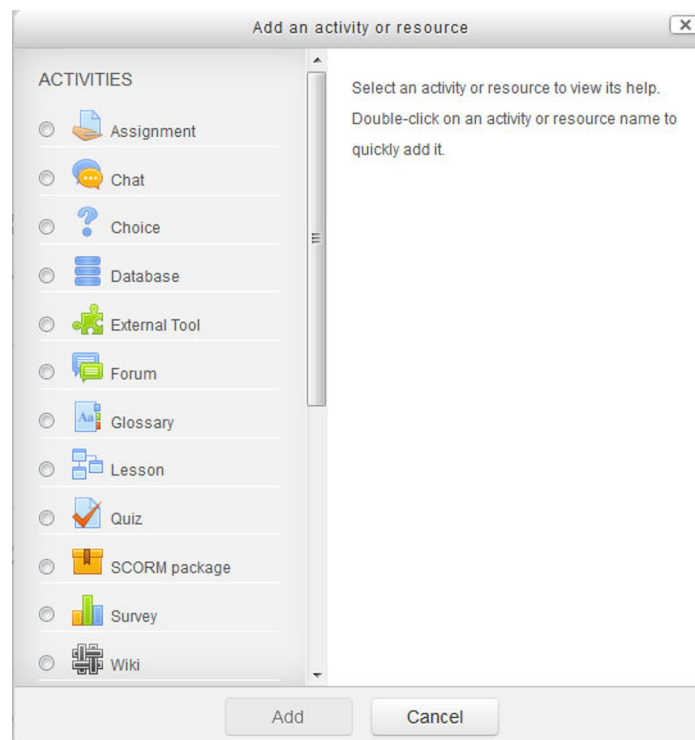 Add an activity or resource
ACTIVITIES
Assignment
Chat
Choice
Database
External Tool
Forum
Aa
Glossary
Lesson
Quiz
SCORM package
Survey
Wiki
Select an activity or resource to view its help.
Double-click on an activity or resource name to
quickly add it.
Add
Cancel